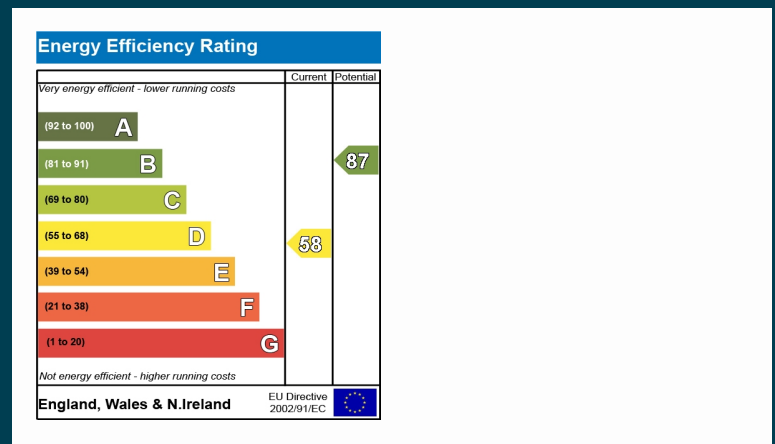 Energy Efficiency Rating
Current Potential
Very energy efficient - lower running costs
(92 to 100) A
(81 to 91) B
87
(69 to 80) C
(55 to 68) D
58
(39 to 54) E
(21 to 38) F
(1 to 20) G
Not energy efficient - higher running costs
England, Wales & N.Ireland
EU Directive
2002/91/EC